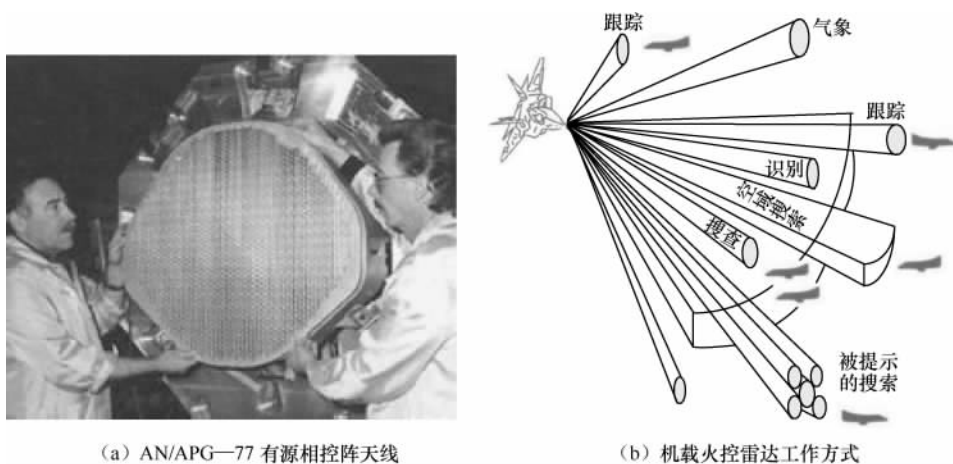 跟踪
气象
跟踪
识别
空域搜索
搜查
被提示
的搜索
（a）AN/APG—77 有源相控阵天线
（b）机载火控雷达工作方式